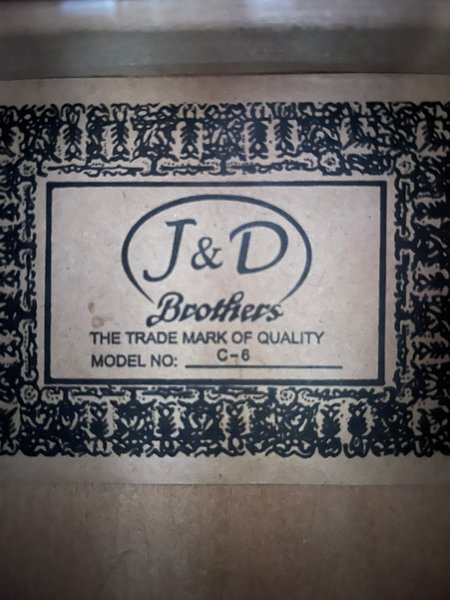 J & D
Brothers
THE TRADE MARK OF QUALITY
MODEL NO: C-6